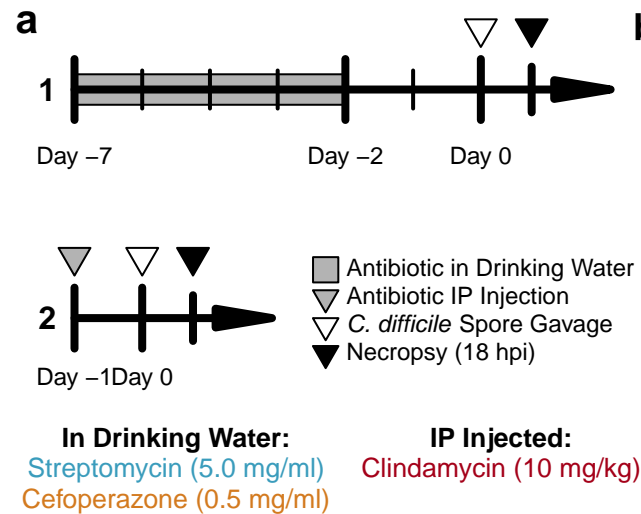 a
b
1
Day −7
Day −2
Day 0
2
Day −1
Day 0
Antibiotic in Drinking Water
Antibiotic IP Injection
C. difficile Spore Gavage
Necropsy (18 hpi)
In Drinking Water:
Streptomycin (5.0 mg/ml)
Cefoperazone (0.5 mg/ml)
IP Injected:
Clindamycin (10 mg/kg)